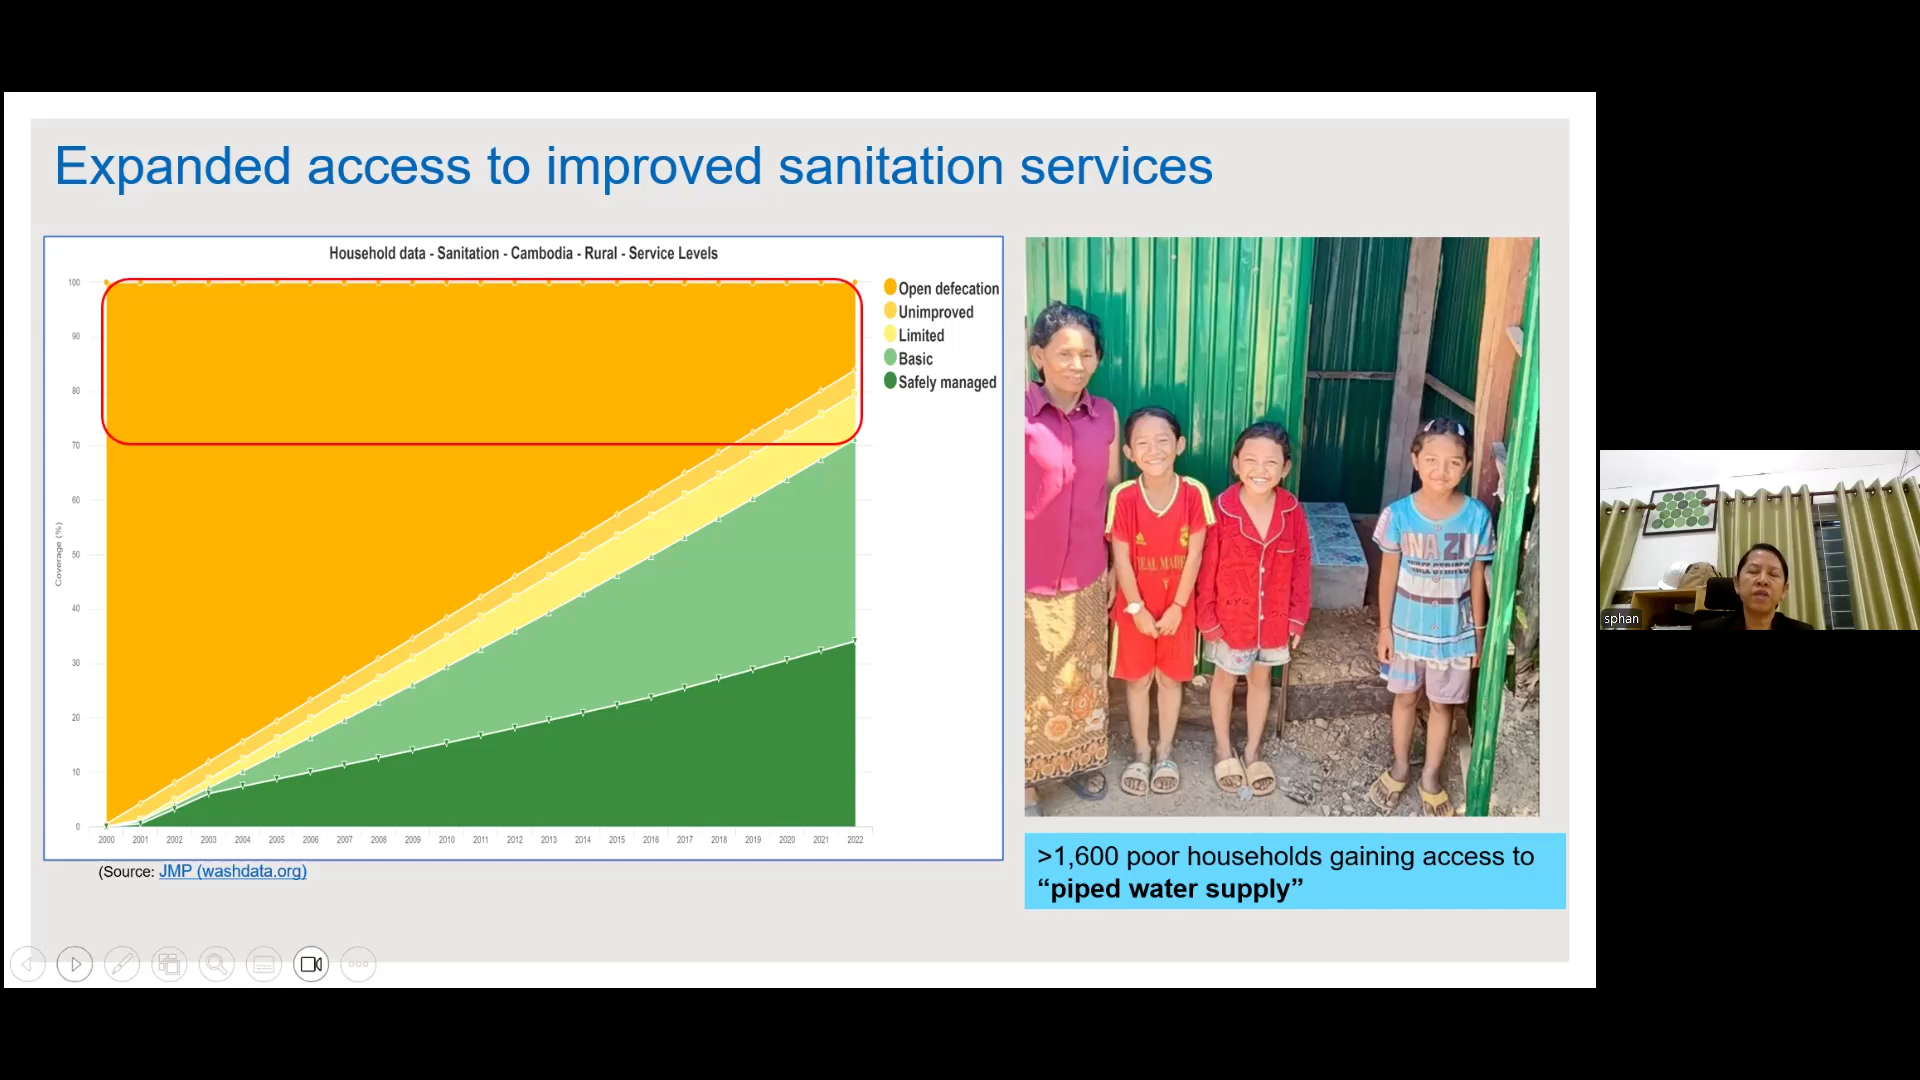 Expanded access to improved sanitation services
Household data - Sanitation - Cambodia - Rural - Service Levels
100
90
80
70
60
50
40
30
20
10
0
Coverage (%)
2000 2001 2002 2003 2004 2005 2006 2007 2008 2009 2010 2011 2012 2013 2014 2015 2016 2017 2018 2019 2020 2021 2022
Open defecation
Unimproved
Limited
Basic
Safely managed
(Source: JMP (washdata.org)
REAL MADR
>1,600 poor households gaining access to
“piped water supply”
sphan